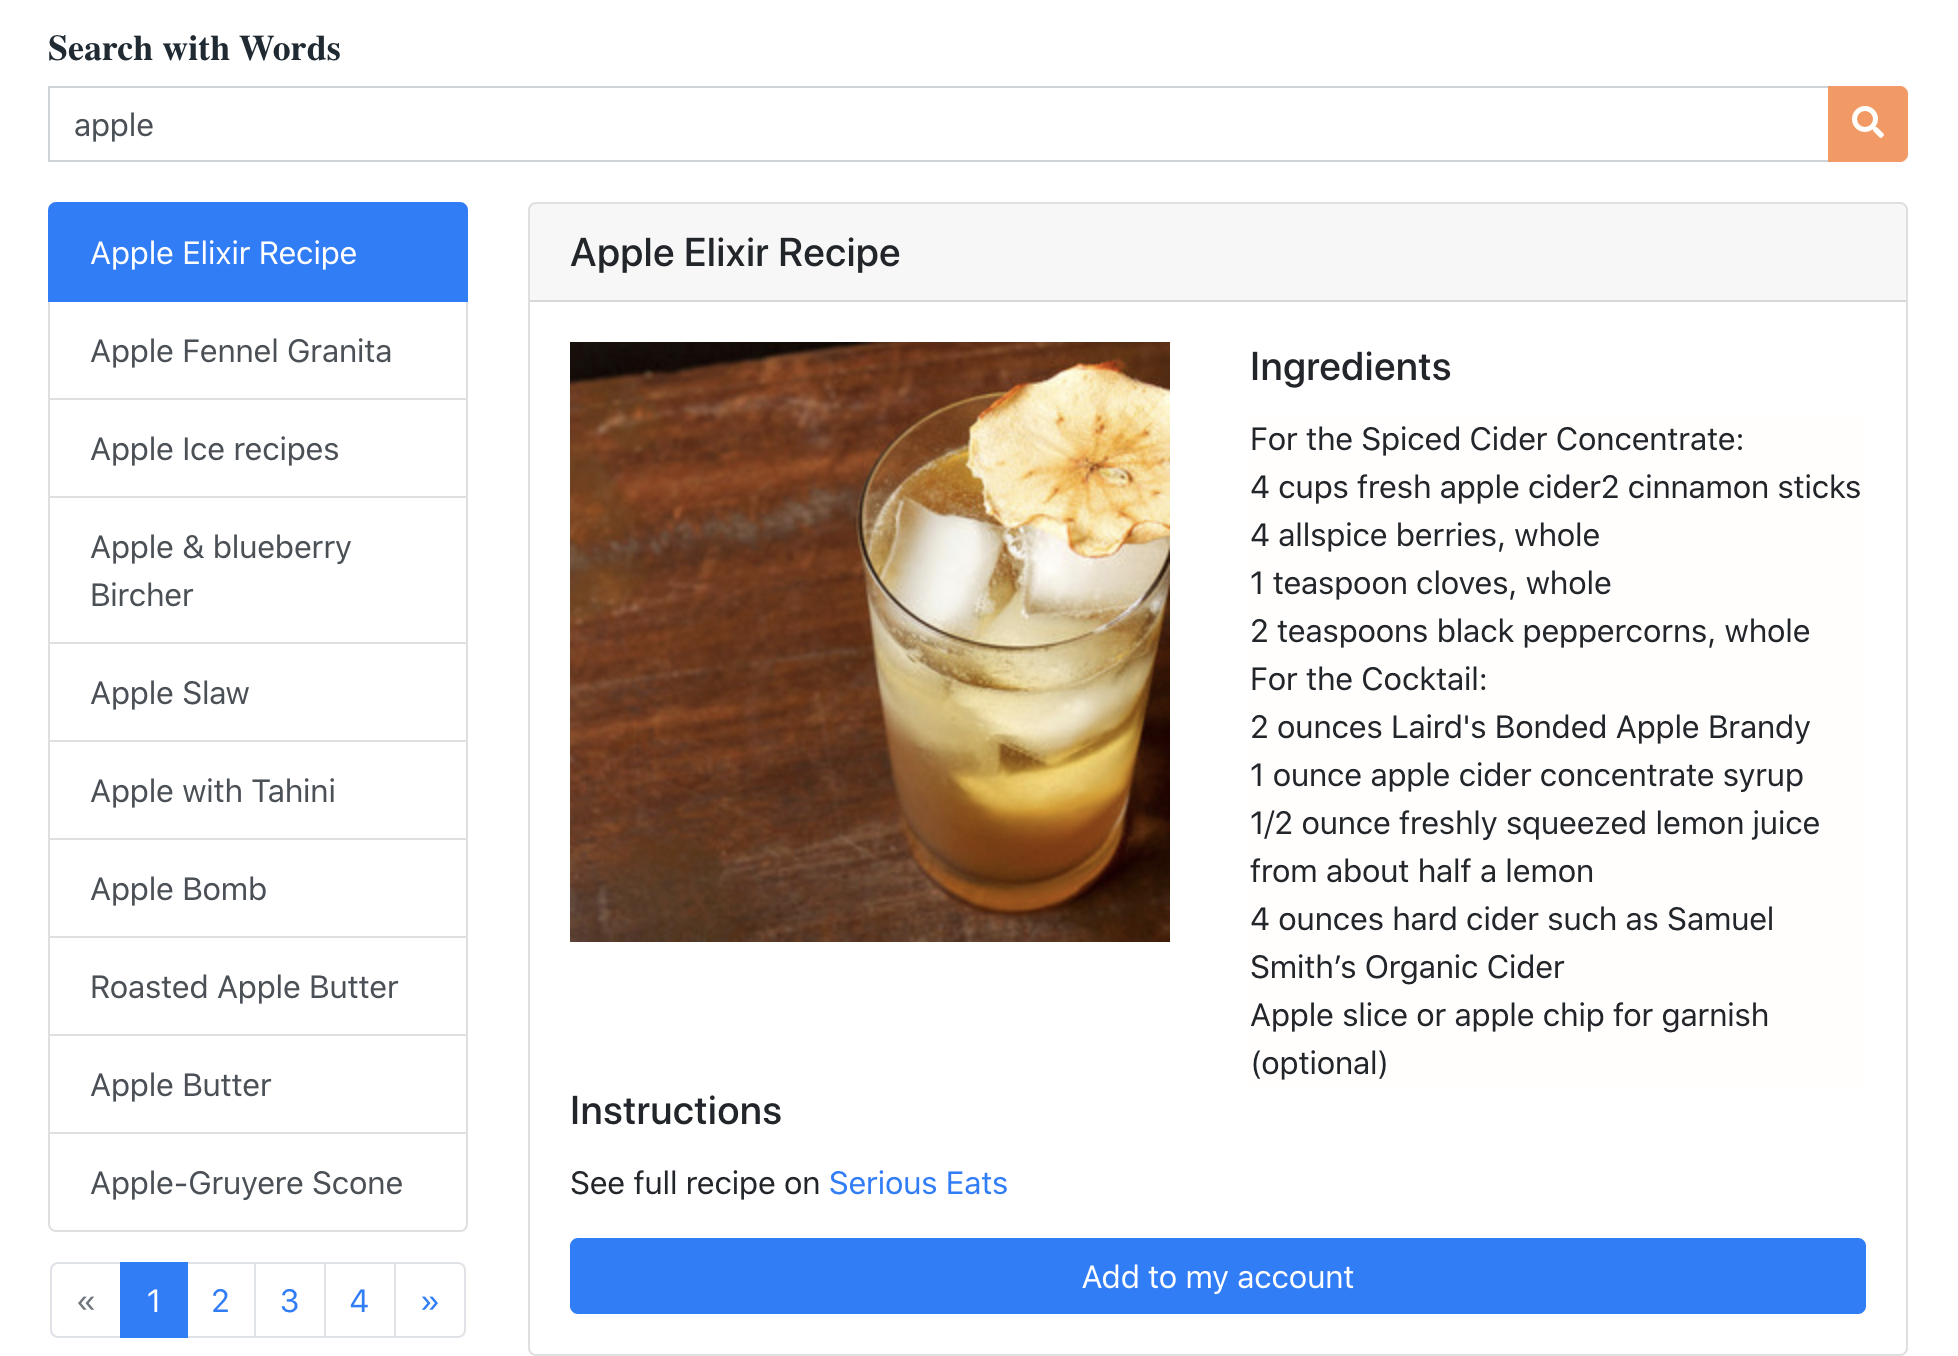 Search with Words
apple
Apple Elixir Recipe
Apple Fennel Granita
Apple Ice recipes
Apple & blueberry
Bircher
Apple Slaw
Apple with Tahini
Apple Bomb
Roasted Apple Butter
Apple Butter
Apple-Gruyere Scone
« 1 2 3 4 »
Apple Elixir Recipe
Ingredients
For the Spiced Cider Concentrate:
4 cups fresh apple cider2 cinnamon sticks
4 allspice berries, whole
1 teaspoon cloves, whole
2 teaspoons black peppercorns, whole
For the Cocktail:
2 ounces Laird's Bonded Apple Brandy
1 ounce apple cider concentrate syrup
1/2 ounce freshly squeezed lemon juice
from about half a lemon
4 ounces hard cider such as Samuel
Smith’s Organic Cider
Apple slice or apple chip for garnish
(optional)
Instructions
See full recipe on Serious Eats
Add to my account